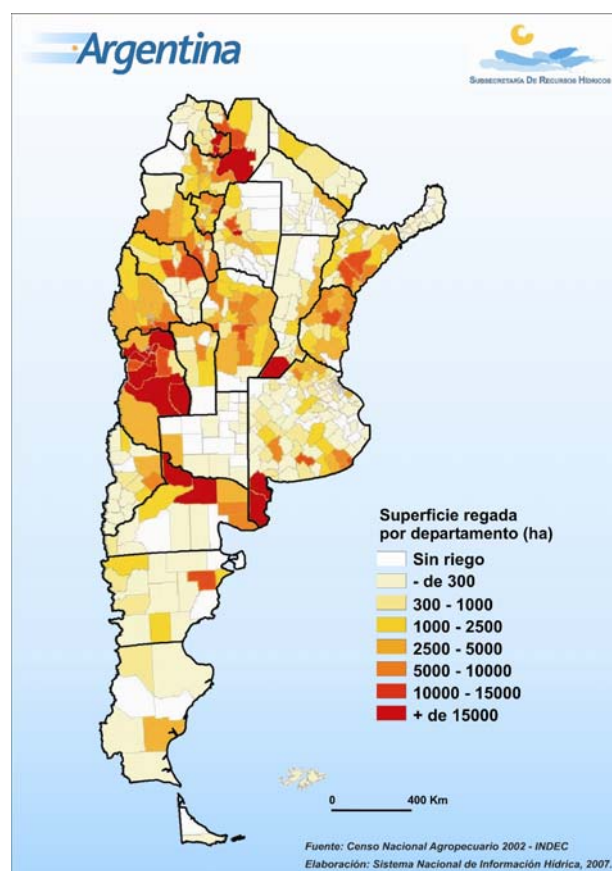 Argentina
SUBSECRETARÍA DE RECURSOS HÍDRICOS
Superficie regada
por departamento (ha)
Sin riego
- de 300
300 - 1000
1000 - 2500
2500 - 5000
5000 - 10000
10000 - 15000
+ de 15000
0 400 Km
Fuente: Censo Nacional Agropecuario 2002 - INDEC
Elaboración: Sistema Nacional de Información Hídrica, 2007.